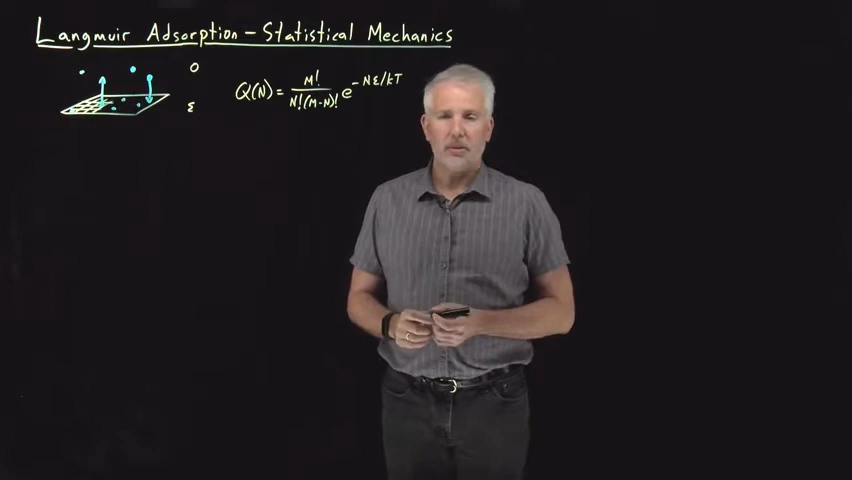 Langmuir Adsorption – Statistical Mechanics
0
ε
Q(N) = M!/(N!(M-N)!) e^(-Nε/kT)